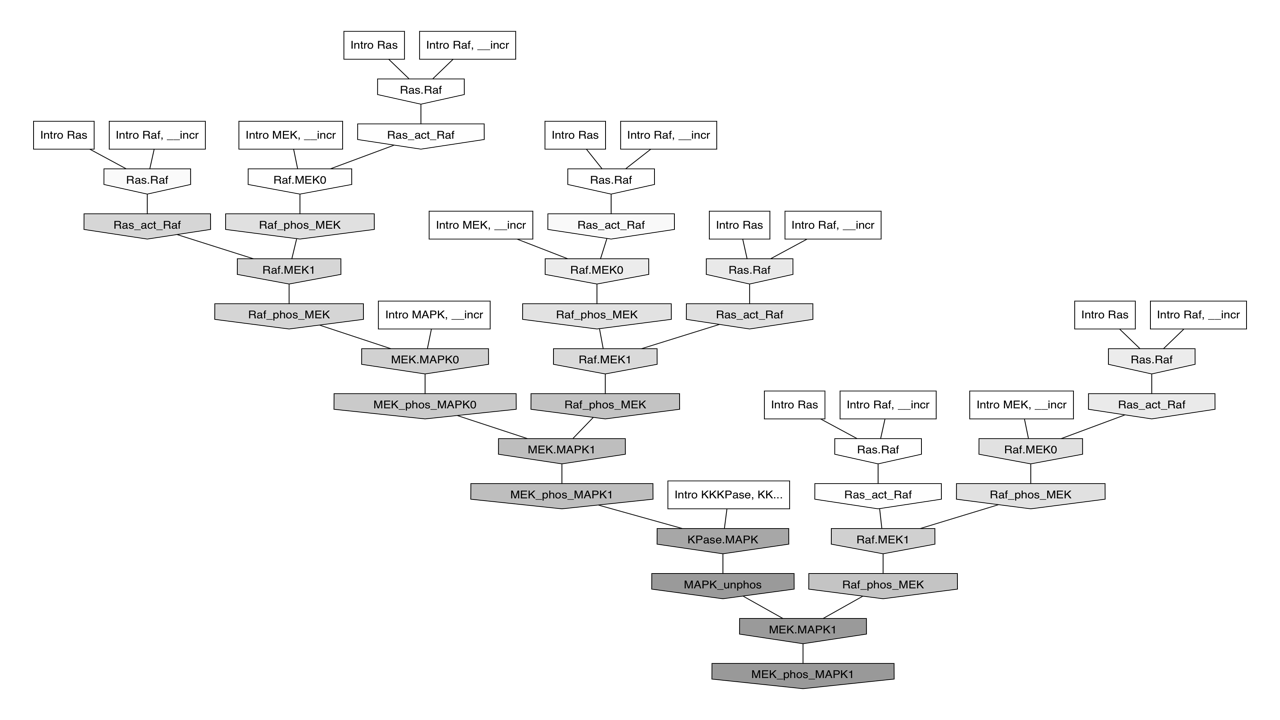 Intro Ras
Intro Raf, __incr
Ras.Raf
Intro Ras
Intro Raf, __incr
Intro MEK, __incr
Ras_act_Raf
Intro Ras
Intro Raf, __incr
Ras.Raf
Raf.MEK0
Ras.Raf
Ras_act_Raf
Raf_phos_MEK
Intro MEK, __incr
Ras_act_Raf
Intro Ras
Intro Raf, __incr
Raf.MEK1
Raf.MEK0
Ras.Raf
Raf_phos_MEK
Intro MAPK, __incr
Raf_phos_MEK
Ras_act_Raf
Intro Ras
Intro Raf, __incr
MEK.MAPK0
Raf.MEK1
Ras.Raf
MEK_phos_MAPK0
Raf_phos_MEK
Intro Ras
Intro Raf, __incr
Intro MEK, __incr
Ras_act_Raf
MEK.MAPK1
Ras.Raf
Raf.MEK0
MEK_phos_MAPK1
Intro KKKPase, KK...
Ras_act_Raf
Raf_phos_MEK
KPase.MAPK
Raf.MEK1
MAPK_unphos
Raf_phos_MEK
MEK.MAPK1
MEK_phos_MAPK1